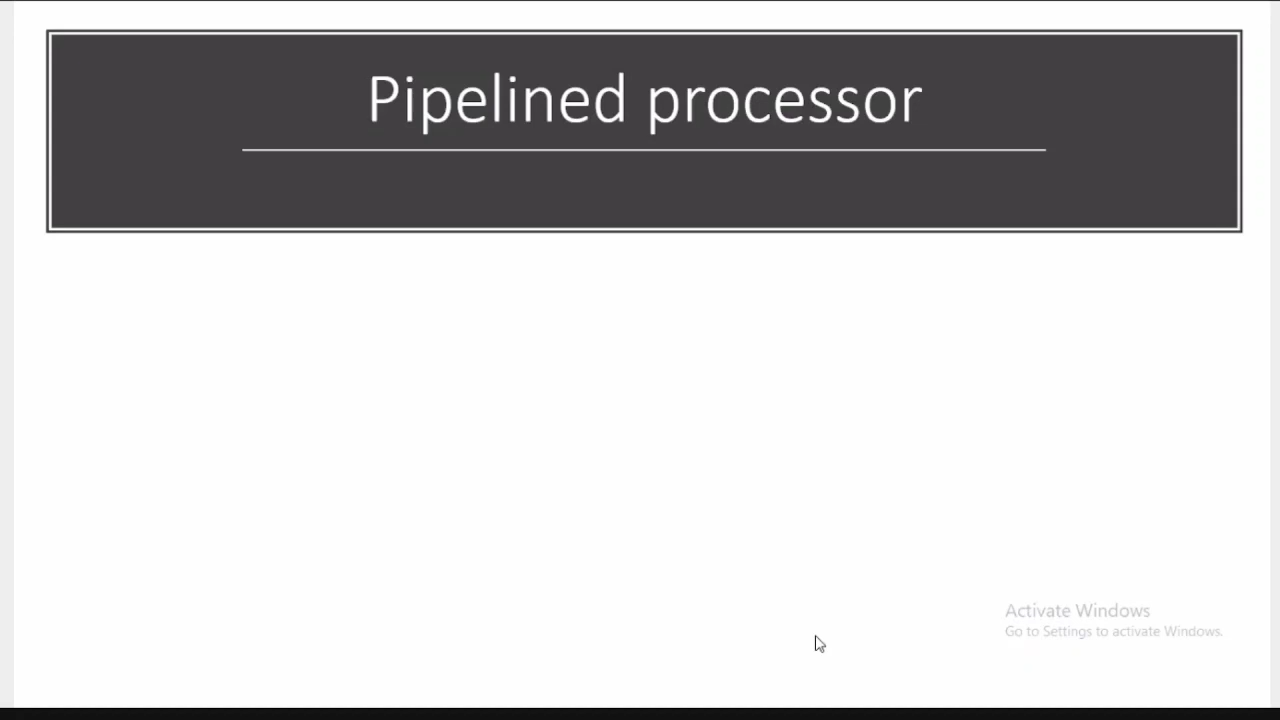 Pipelined processor
Activate Windows
Go to Settings to activate Windows.